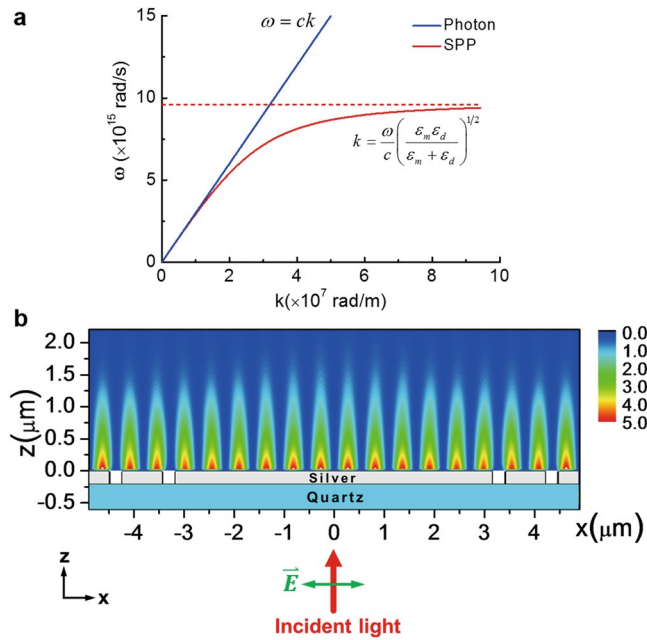 a
ω = ck
Photon
SPP
15
10
5
0
ω (×10¹⁵ rad/s)
k = ω/c (ε_m ε_d / ε_m + ε_d)^1/2
0 2 4 6 8 10
k(×10⁷ rad/m)
b
2.0
1.5
1.0
0.5
0.0
-0.5
z(μm)
0.0
1.0
2.0
3.0
4.0
5.0
Silver
Quartz
-4 -3 -2 -1 0 1 2 3 4 x(μm)
z
x
E⃗
Incident light